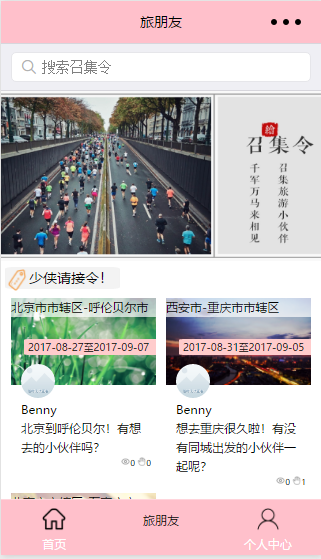 旅朋友
搜索召集令
绘
召集令
召集旅游小伙伴
千军万马来相见
少侠请接令！
北京市市辖区-呼伦贝尔市
2017-08-27至2017-09-07
Benny
北京到呼伦贝尔！有想
去的小伙伴吗？
0 0
西安市-重庆市市辖区
2017-08-31至2017-09-05
Benny
想去重庆很久啦！有没
有同城出发的小伙伴一
起呢？
0 1
首页
旅朋友
个人中心